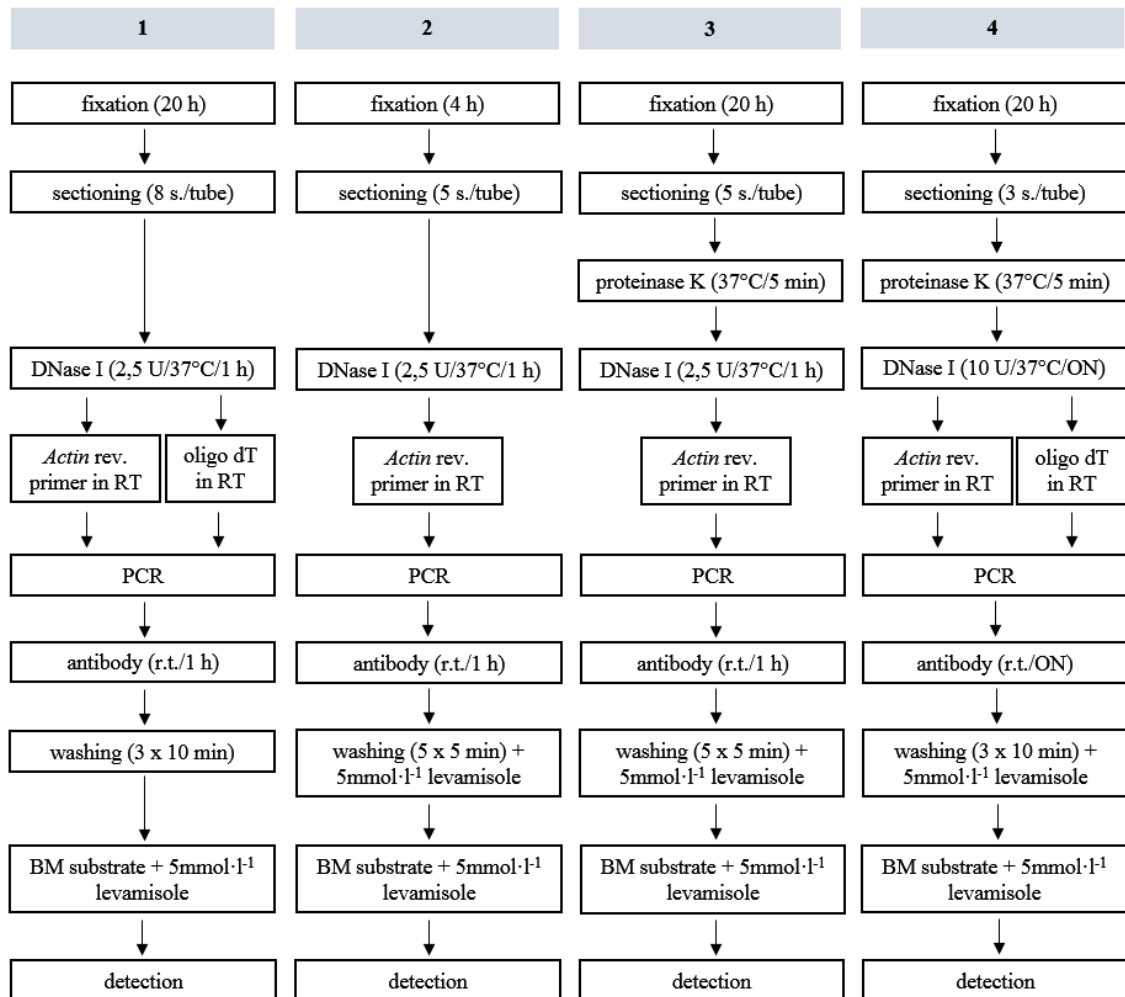 1
2
3
4
fixation (20 h)
fixation (4 h)
fixation (20 h)
fixation (20 h)
sectioning (8 s./tube)
sectioning (5 s./tube)
sectioning (5 s./tube)
sectioning (3 s./tube)
proteinase K (37°C/5 min)
proteinase K (37°C/5 min)
DNase I (2,5 U/37°C/1 h)
DNase I (2,5 U/37°C/1 h)
DNase I (2,5 U/37°C/1 h)
DNase I (10 U/37°C/ON)
Actin rev.
primer in RT
oligo dT
in RT
Actin rev.
primer in RT
Actin rev.
primer in RT
Actin rev.
primer in RT
oligo dT
in RT
PCR
PCR
PCR
PCR
antibody (r.t./1 h)
antibody (r.t./1 h)
antibody (r.t./1 h)
antibody (r.t./ON)
washing (3 x 10 min)
washing (5 x 5 min) +
5mmol·l⁻¹ levamisole
washing (5 x 5 min) +
5mmol·l⁻¹ levamisole
washing (3 x 10 min) +
5mmol·l⁻¹ levamisole
BM substrate + 5mmol·l⁻¹
levamisole
BM substrate + 5mmol·l⁻¹
levamisole
BM substrate + 5mmol·l⁻¹
levamisole
BM substrate + 5mmol·l⁻¹
levamisole
detection
detection
detection
detection